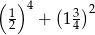 (1/2)^4 + (1 3/4)^2